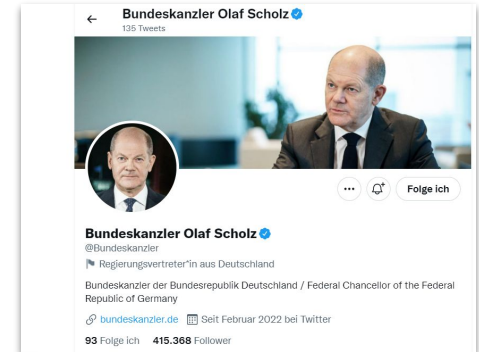 Bundeskanzler Olaf Scholz
135 Tweets
Folge ich
Bundeskanzler Olaf Scholz
@Bundeskanzler
Regierungsvertreter*in aus Deutschland
Bundeskanzler der Bundesrepublik Deutschland / Federal Chancellor of the Federal
Republic of Germany
bundeskanzler.de Seit Februar 2022 bei Twitter
93 Folge ich 415.368 Follower